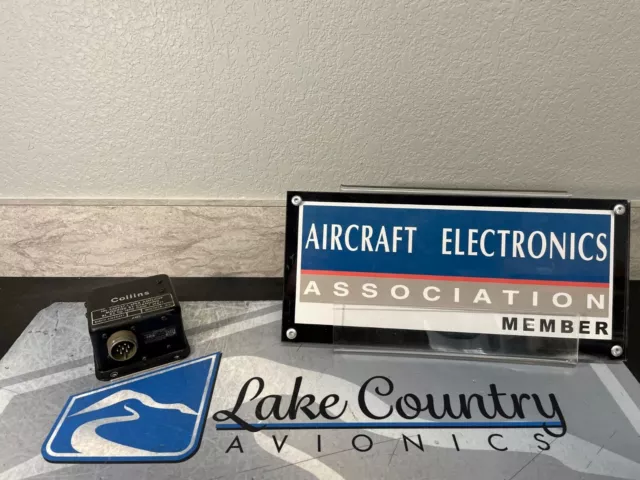 Collins
AIRCRAFT ELECTRONICS
ASSOCIATION
MEMBER
Lake Country
AVIONICS